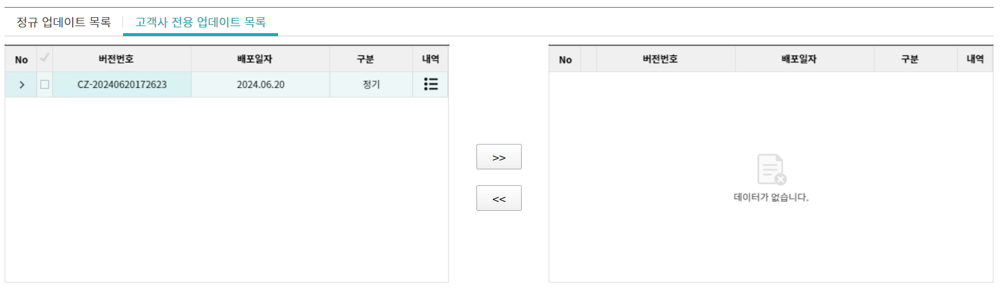 정규 업데이트 목록 고객사 전용 업데이트 목록
No 버전번호 배포일자 구분 내역
CZ-20240620172623 2024.06.20 정기
>>
<<
No 버전번호 배포일자 구분 내역
데이터가 없습니다.